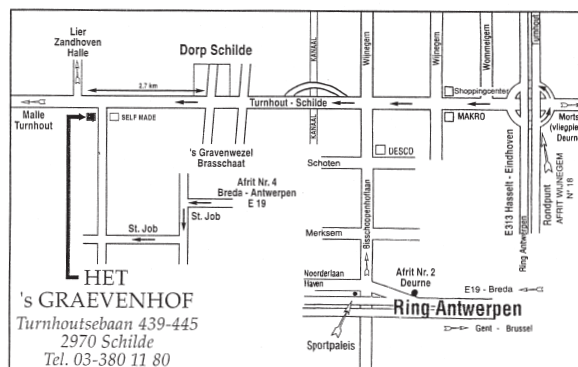 Lier
Zandhoven
Halle
Dorp Schilde
KANAAL
Wijnegem
Wijnegem
Wommelgem
Turnhout
2,7 km
Shoppingcenter
Turnhout - Schilde
Malle
Turnhout
SELF MADE
KANAAL
MAKRO
Morts
(vliegplei
Deurne
's Gravenwezel
Brasschaat
DESCO
Schoten
E313 Hasselt - Eindhoven
Rondpunt
AFRIT WIJNEGEM
N° 18
Afrit Nr. 4
Breda - Antwerpen
E 19
St. Job
St. Job
Merksem
Bisschoppenhoflaan
Ring Antwerpen
Noorderlaan
Haven
Afrit Nr. 2
Deurne
E19 - Breda
HET
's GRAEVENHOF
Turnhoutsebaan 439-445
2970 Schilde
Tel. 03-380 11 80
Ring-Antwerpen
Gent - Brussel
Sportpaleis